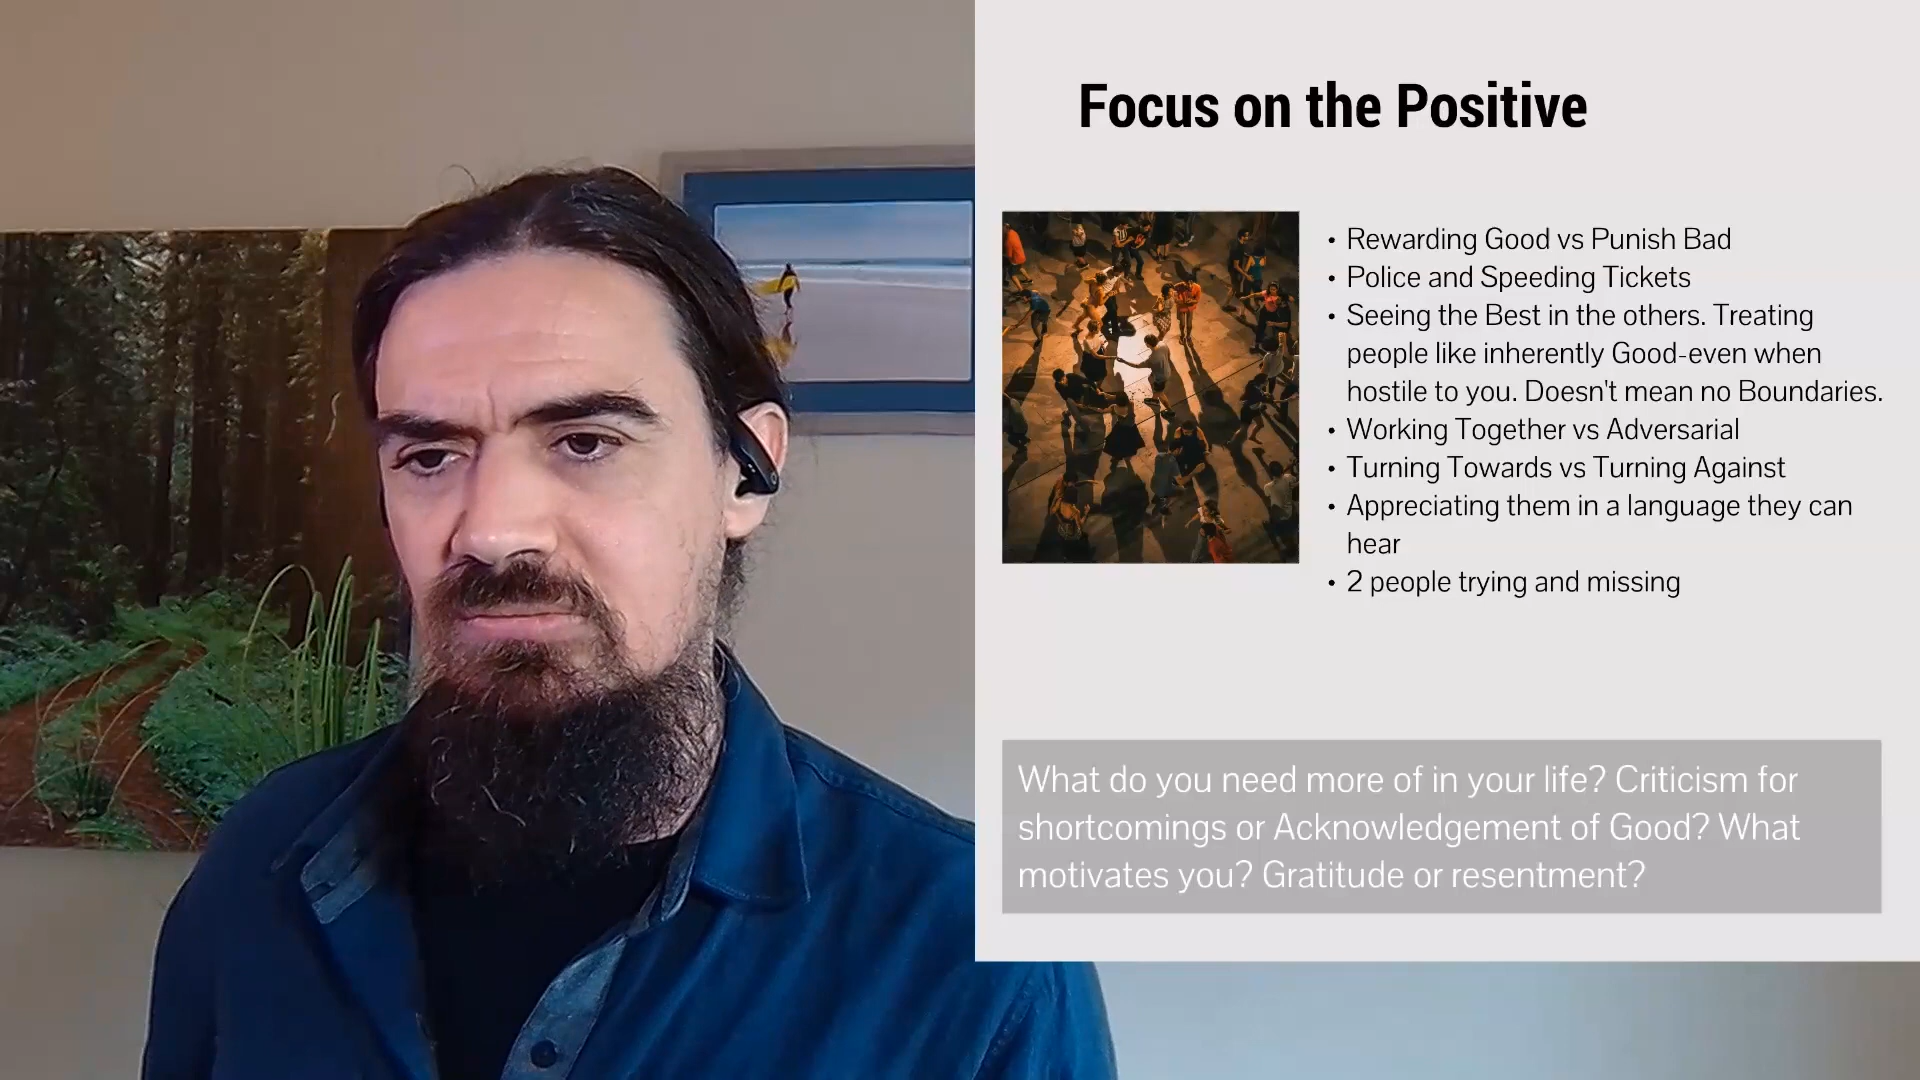 Focus on the Positive
• Rewarding Good vs Punish Bad
• Police and Speeding Tickets
• Seeing the Best in the others. Treating
people like inherently Good-even when
hostile to you. Doesn't mean no Boundaries.
• Working Together vs Adversarial
• Turning Towards vs Turning Against
• Appreciating them in a language they can
hear
• 2 people trying and missing
What do you need more of in your life? Criticism for
shortcomings or Acknowledgement of Good? What
motivates you? Gratitude or resentment?